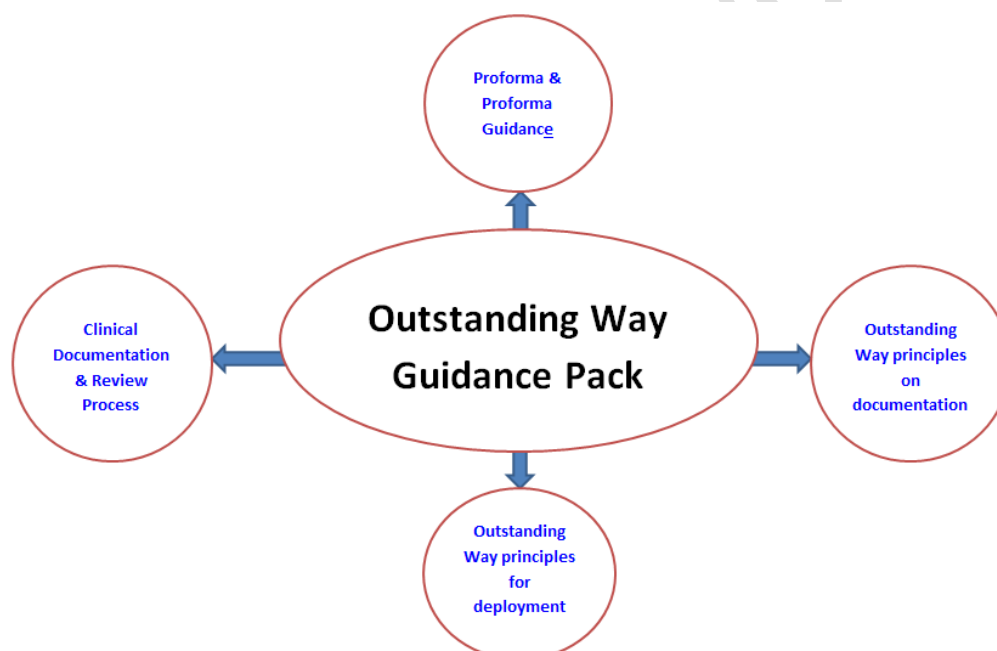 Proforma &
Proforma
Guidance
Outstanding Way
Guidance Pack
Clinical
Documentation
& Review
Process
Outstanding
Way principles
on
documentation
Outstanding
Way principles
for
deployment